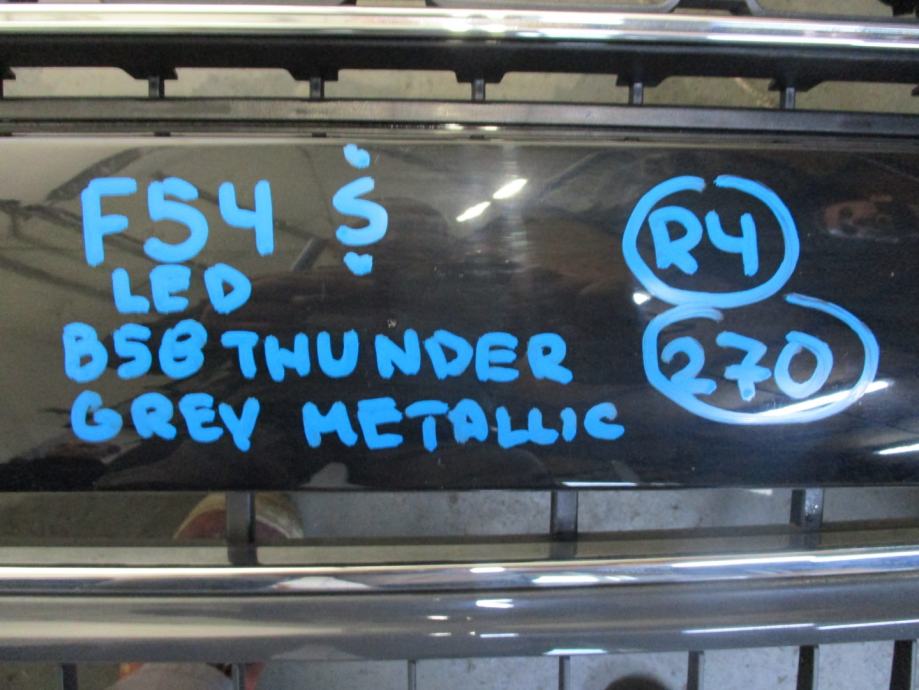 F54 S
LED
B58 THUNDER
GREY METALLIC
R4
270